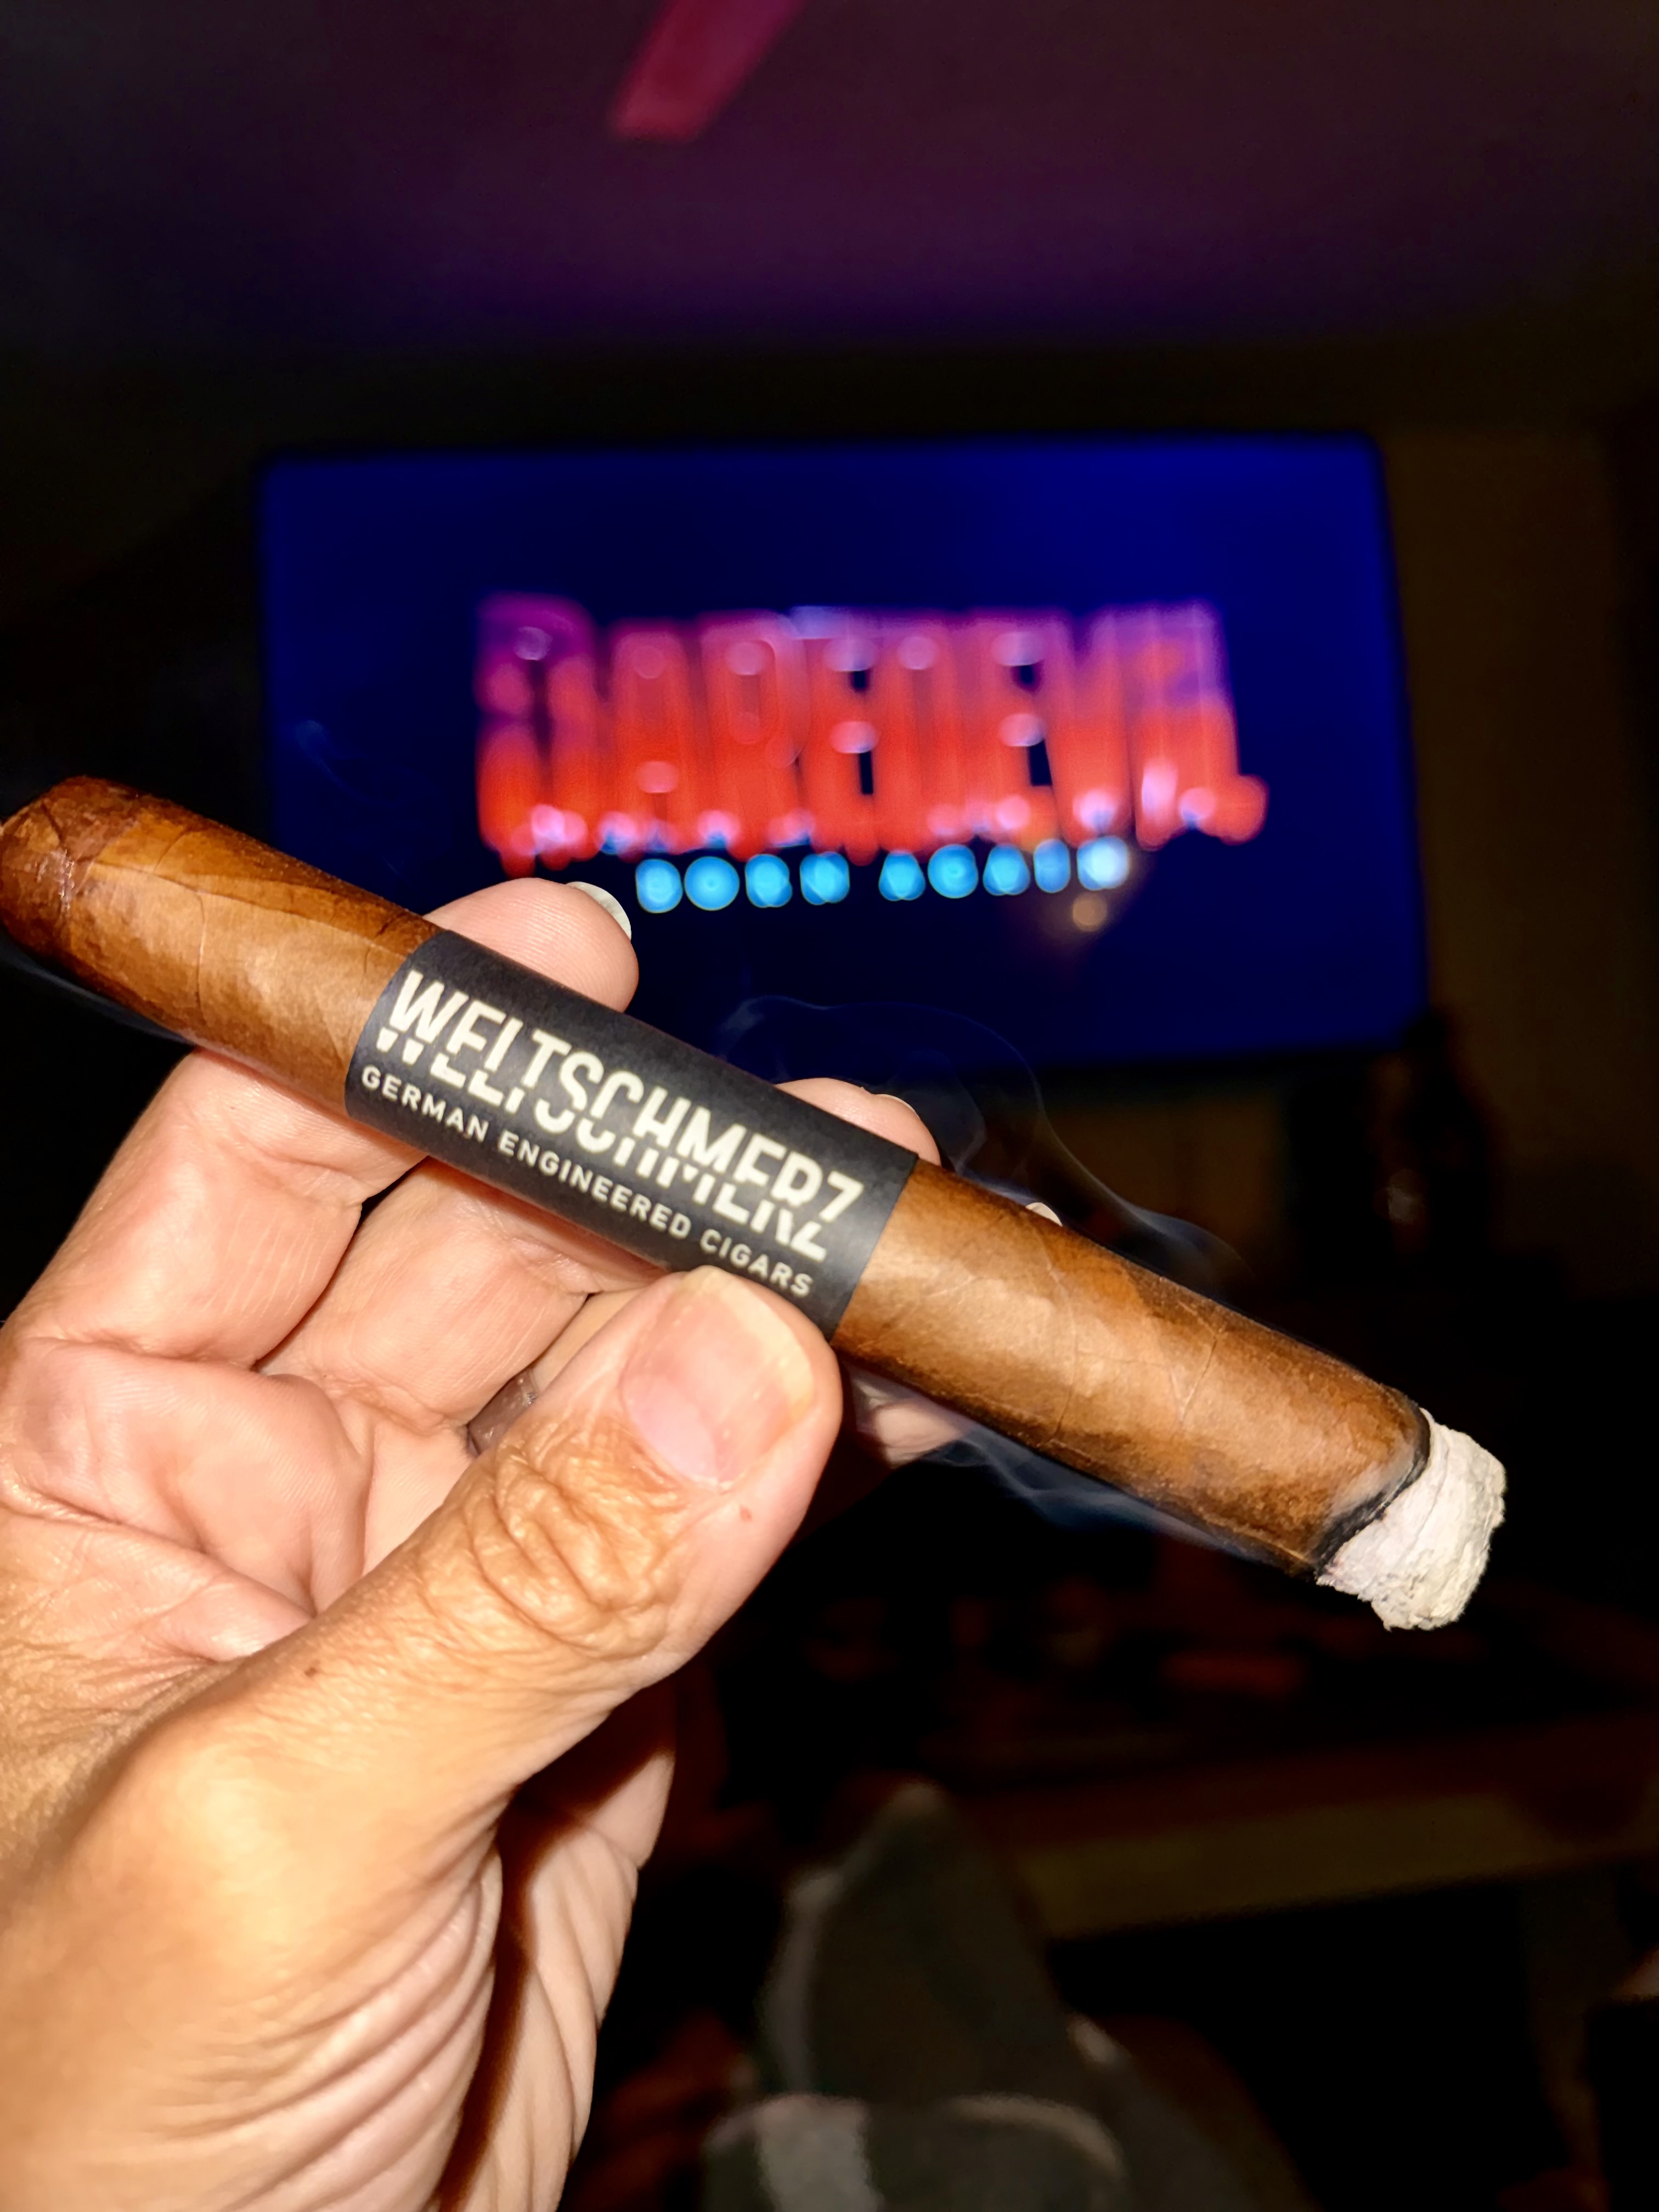 DAREDEVIL
BORN AGAIN
WELTSCHMERZ
GERMAN ENGINEERED CIGARS